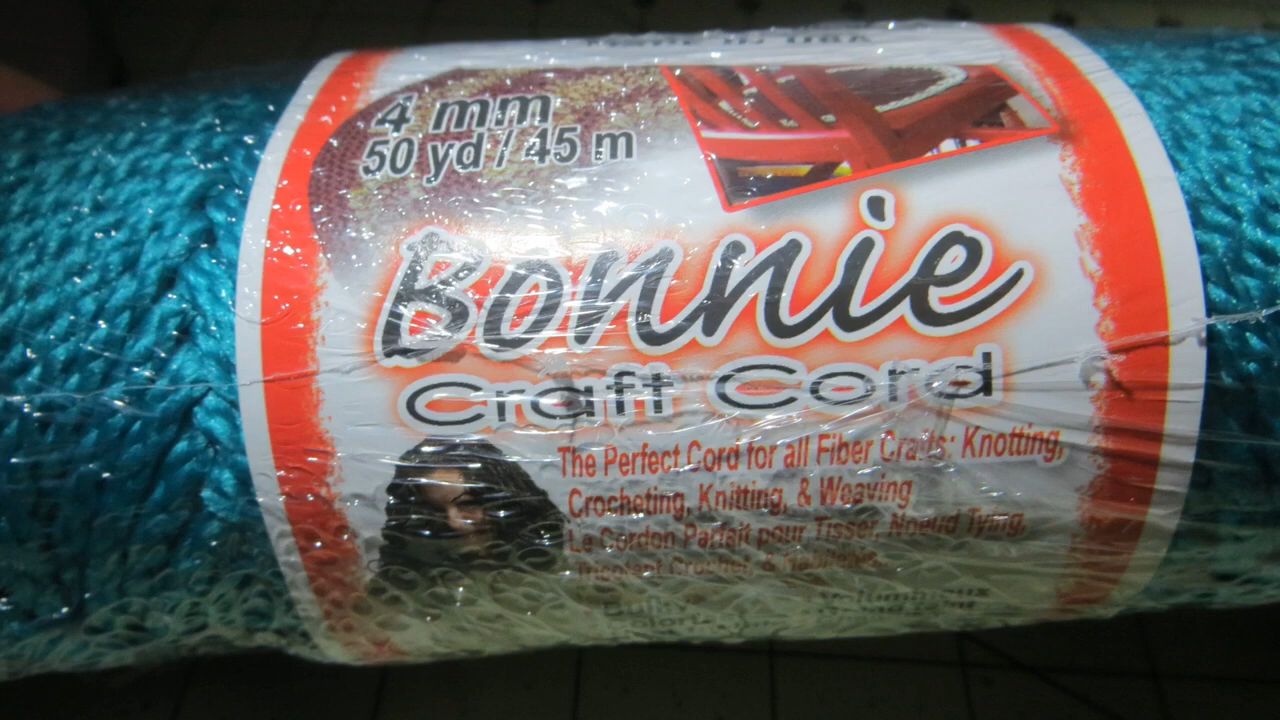 4 mm
50 yd / 45 m
Bonnie
Craft Cord
The Perfect Cord for all Fiber Crafts: Knotting,
Crocheting, Knitting, & Weaving
Le Cordon Parfait pour Tisser, Noeud Tying,
Bulky